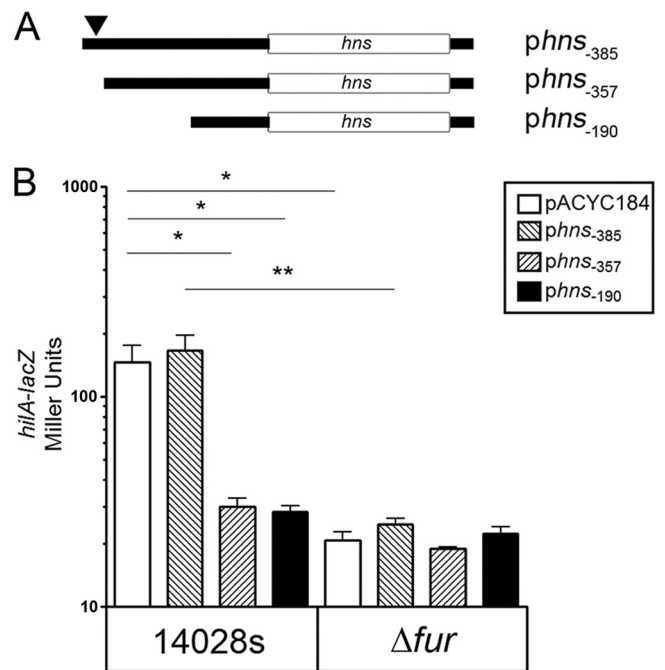 A
hns
phns-385
hns
phns-357
hns
phns-190
B
1000
100
10
hilA-lacZ
Miller Units
*
*
*
**
pACYC184
phns-385
phns-357
phns-190
14028s
Δfur